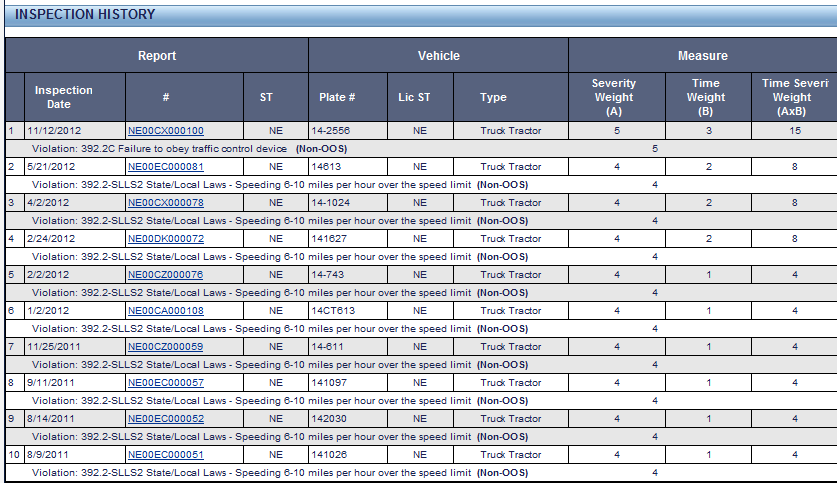 INSPECTION HISTORY
Report Vehicle Measure
Inspection Date # ST Plate # Lic ST Type Severity Weight (A) Time Weight (B) Time Severi Weight (AxB)
1 11/12/2012 NE00CX000100 NE 14-2556 NE Truck Tractor 5 3 15
Violation: 392.2C Failure to obey traffic control device (Non-OOS) 5
2 5/21/2012 NE00EC000081 NE 14613 NE Truck Tractor 4 2 8
Violation: 392.2-SLLS2 State/Local Laws - Speeding 6-10 miles per hour over the speed limit (Non-OOS) 4
3 4/2/2012 NE00CX000078 NE 14-1024 NE Truck Tractor 4 2 8
Violation: 392.2-SLLS2 State/Local Laws - Speeding 6-10 miles per hour over the speed limit (Non-OOS) 4
4 2/24/2012 NE00DK000072 NE 141627 NE Truck Tractor 4 2 8
Violation: 392.2-SLLS2 State/Local Laws - Speeding 6-10 miles per hour over the speed limit (Non-OOS) 4
5 2/2/2012 NE00CZ000076 NE 14-743 NE Truck Tractor 4 1 4
Violation: 392.2-SLLS2 State/Local Laws - Speeding 6-10 miles per hour over the speed limit (Non-OOS) 4
6 1/2/2012 NE00CA000108 NE 14CT613 NE Truck Tractor 4 1 4
Violation: 392.2-SLLS2 State/Local Laws - Speeding 6-10 miles per hour over the speed limit (Non-OOS) 4
7 11/25/2011 NE00CZ000059 NE 14-611 NE Truck Tractor 4 1 4
Violation: 392.2-SLLS2 State/Local Laws - Speeding 6-10 miles per hour over the speed limit (Non-OOS) 4
8 9/11/2011 NE00EC000057 NE 141097 NE Truck Tractor 4 1 4
Violation: 392.2-SLLS2 State/Local Laws - Speeding 6-10 miles per hour over the speed limit (Non-OOS) 4
9 8/14/2011 NE00EC000052 NE 142030 NE Truck Tractor 4 1 4
Violation: 392.2-SLLS2 State/Local Laws - Speeding 6-10 miles per hour over the speed limit (Non-OOS) 4
10 8/9/2011 NE00EC000051 NE 141026 NE Truck Tractor 4 1 4
Violation: 392.2-SLLS2 State/Local Laws - Speeding 6-10 miles per hour over the speed limit (Non-OOS) 4